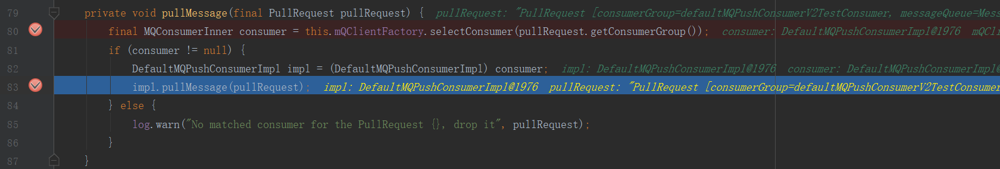 79 private void pullMessage(final PullRequest pullRequest) { pullRequest: "PullRequest [consumerGroup=defaultMQPushConsumerV2TestConsumer, messageQueue=Mess
80 final MQConsumerInner consumer = this.mQClientFactory.selectConsumer(pullRequest.getConsumerGroup()); consumer: DefaultMQPushConsumerImpl@1976 mQCli
81 if (consumer != null) {
82 DefaultMQPushConsumerImpl impl = (DefaultMQPushConsumerImpl) consumer; impl: DefaultMQPushConsumerImpl@1976 consumer: DefaultMQPushConsumerImpl@
83 impl.pullMessage(pullRequest); impl: DefaultMQPushConsumerImpl@1976 pullRequest: "PullRequest [consumerGroup=defaultMQPushConsumerV2TestConsumer
84 } else {
85 log.warn("No matched consumer for the PullRequest {}, drop it", pullRequest);
86 }
87 }